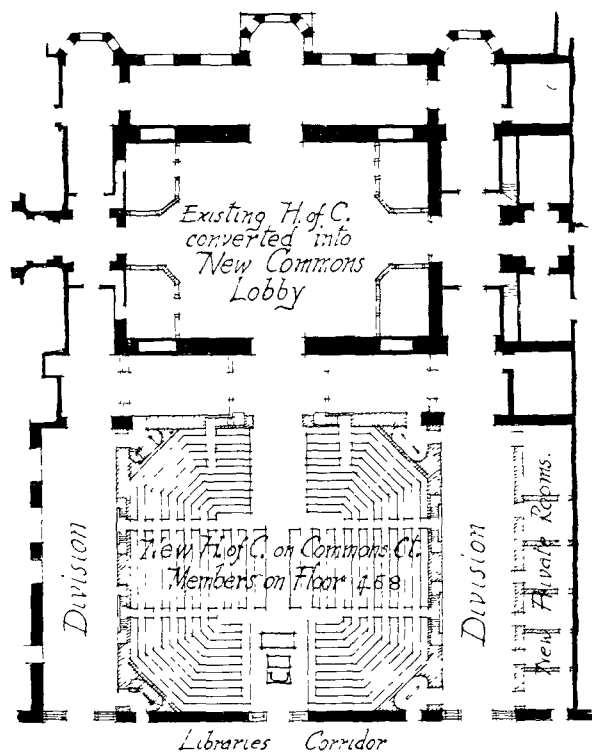 Existing H. of C.
converted into
New Commons
Lobby
New H. of C. on Commons Ct.
Members on Floor 468
Division
Division
New Private Rooms.
Libraries Corridor